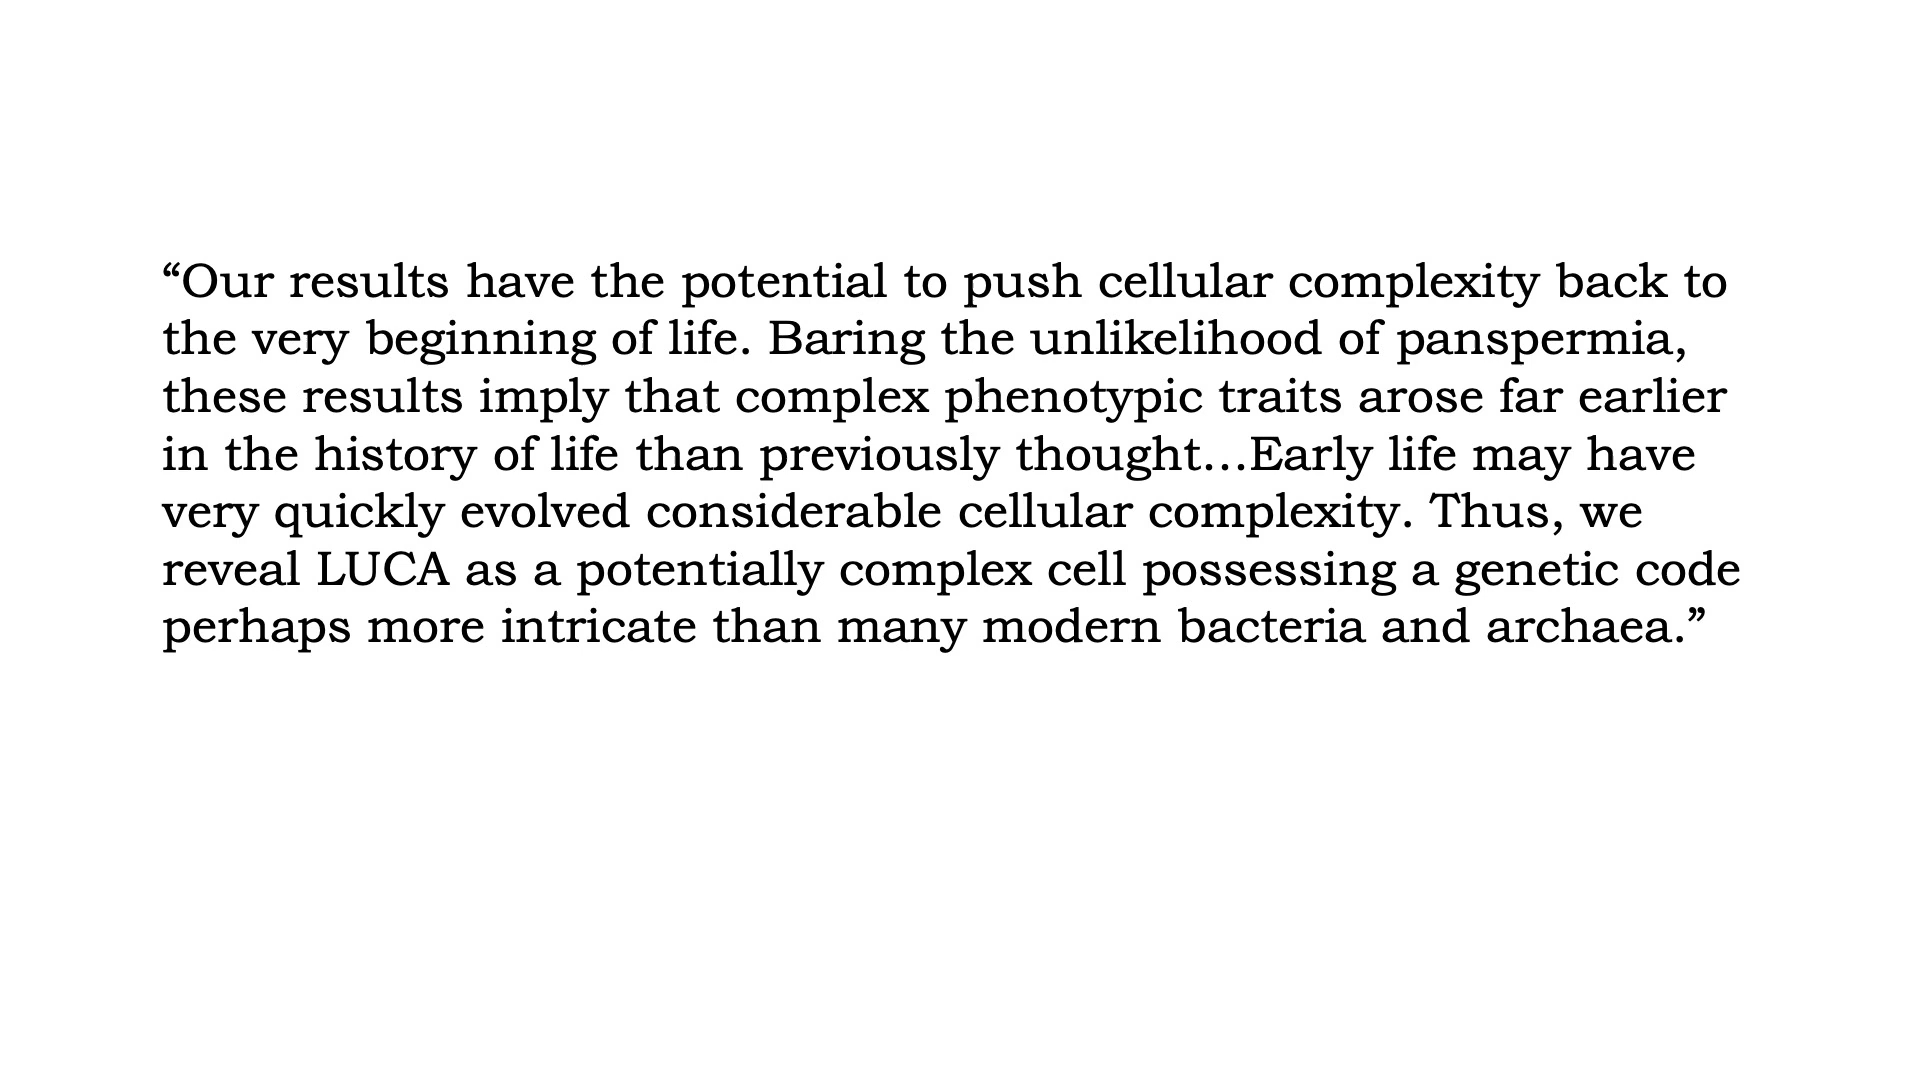 “Our results have the potential to push cellular complexity back to
the very beginning of life. Baring the unlikelihood of panspermia,
these results imply that complex phenotypic traits arose far earlier
in the history of life than previously thought…Early life may have
very quickly evolved considerable cellular complexity. Thus, we
reveal LUCA as a potentially complex cell possessing a genetic code
perhaps more intricate than many modern bacteria and archaea.”